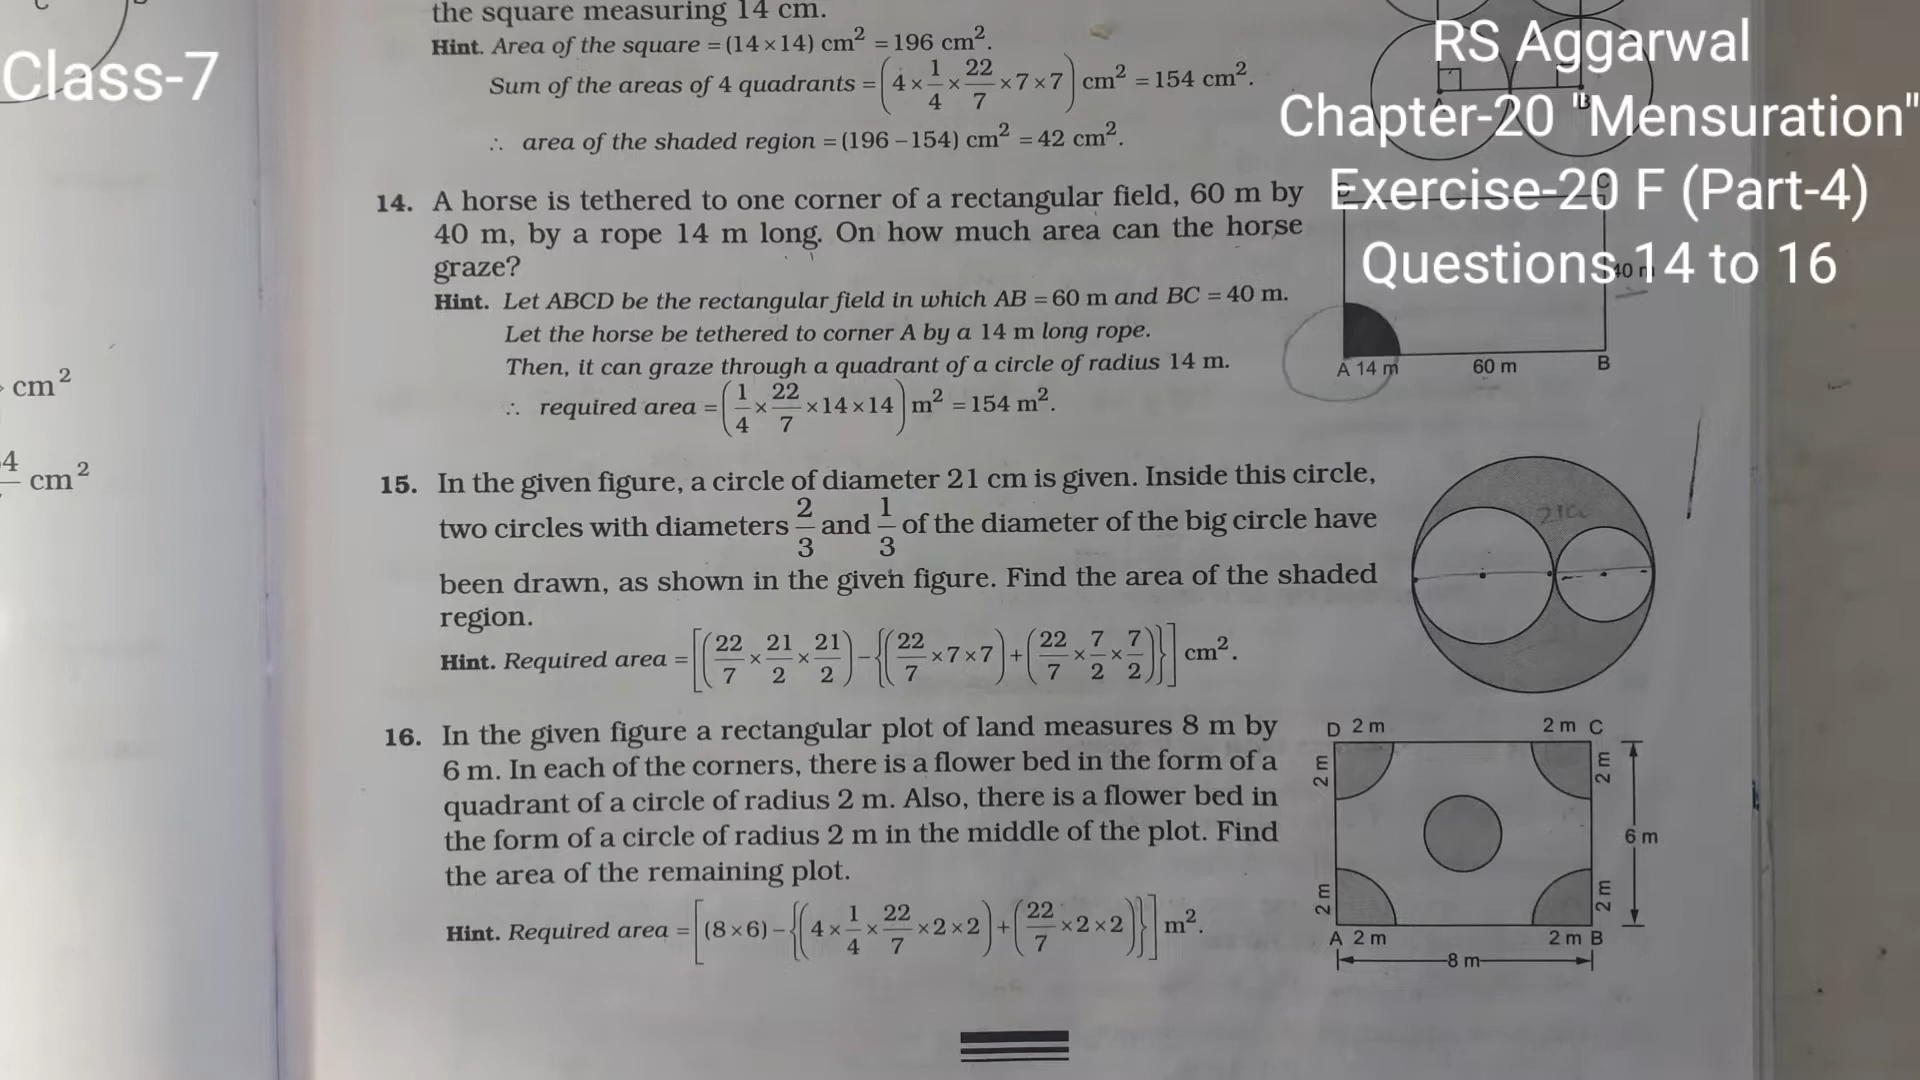 Class-7
RS Aggarwal
Chapter-20 "Mensuration"
Exercise-20 F (Part-4)
Questions 14 to 16
the square measuring 14 cm.
Hint. Area of the square = (14 × 14) cm² = 196 cm².
Sum of the areas of 4 quadrants = (4 × 1/4 × 22/7 × 7 × 7) cm² = 154 cm².
∴ area of the shaded region = (196 – 154) cm² = 42 cm².
14. A horse is tethered to one corner of a rectangular field, 60 m by
40 m, by a rope 14 m long. On how much area can the horse
graze?
Hint. Let ABCD be the rectangular field in which AB = 60 m and BC = 40 m.
Let the horse be tethered to corner A by a 14 m long rope.
Then, it can graze through a quadrant of a circle of radius 14 m.
∴ required area = (1/4 × 22/7 × 14 × 14) m² = 154 m².
40 m
A 14 m 60 m B
cm²
4 cm²
15. In the given figure, a circle of diameter 21 cm is given. Inside this circle,
two circles with diameters 2/3 and 1/3 of the diameter of the big circle have
been drawn, as shown in the given figure. Find the area of the shaded
region.
Hint. Required area = [(22/7 × 21/2 × 21/2) – {(22/7 × 7 × 7) + (22/7 × 7/2 × 7/2)}] cm².
16. In the given figure a rectangular plot of land measures 8 m by
6 m. In each of the corners, there is a flower bed in the form of a
quadrant of a circle of radius 2 m. Also, there is a flower bed in
the form of a circle of radius 2 m in the middle of the plot. Find
the area of the remaining plot.
Hint. Required area = [(8 × 6) – {(4 × 1/4 × 22/7 × 2 × 2) + (22/7 × 2 × 2)}] m².
D 2 m 2 m C
2 m 2 m
6 m
2 m 2 m
A 2 m 2 m B
8 m